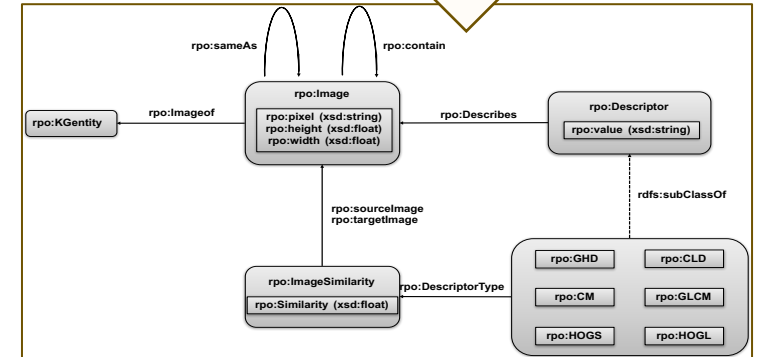 rpo:sameAs
rpo:contain
rpo:Image
rpo:pixel (xsd:string)
rpo:height (xsd:float)
rpo:width (xsd:float)
rpo:KGentity
rpo:Imageof
rpo:Describes
rpo:Descriptor
rpo:value (xsd:string)
rpo:sourceImage
rpo:targetImage
rdfs:subClassOf
rpo:ImageSimilarity
rpo:Similarity (xsd:float)
rpo:DescriptorType
rpo:GHD
rpo:CLD
rpo:CM
rpo:GLCM
rpo:HOGS
rpo:HOGL